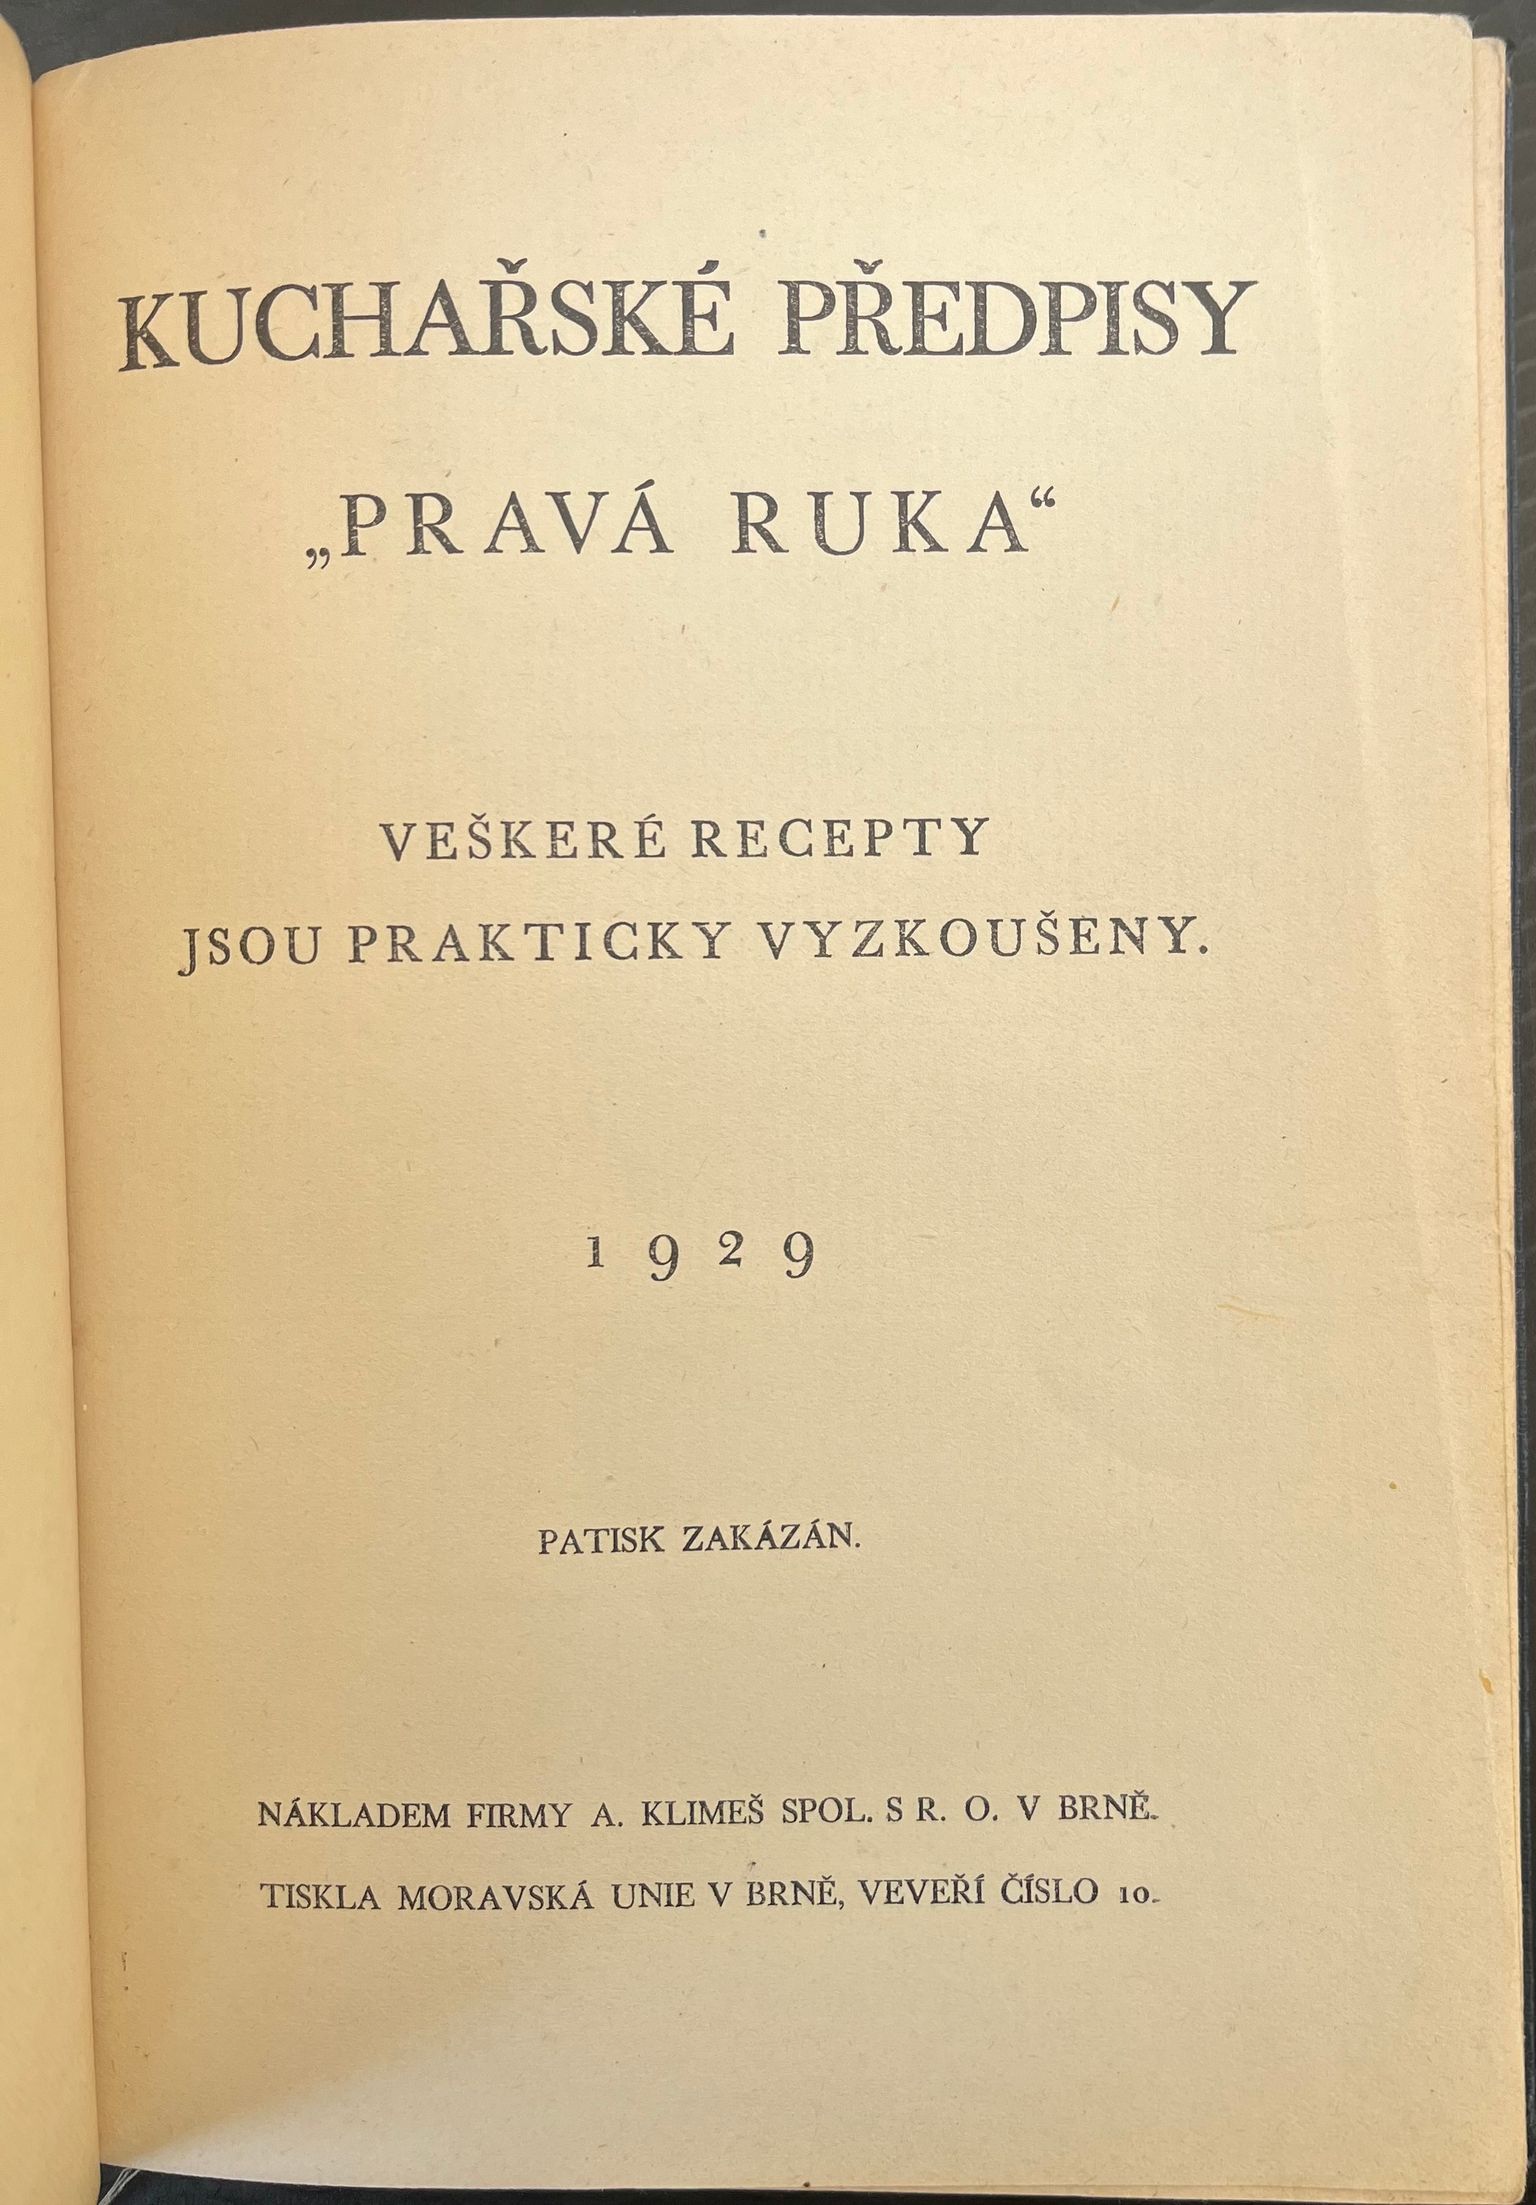 KUCHAŘSKÉ PŘEDPISY
„PRAVÁ RUKA“
VEŠKERÉ RECEPTY
JSOU PRAKTICKY VYZKOUŠENY.
1929
PATISK ZAKÁZÁN.
NÁKLADEM FIRMY A. KLIMEŠ SPOL. S R. O. V BRNĚ.
TISKLA MORAVSKÁ UNIE V BRNĚ, VEVEŘÍ ČÍSLO 10.